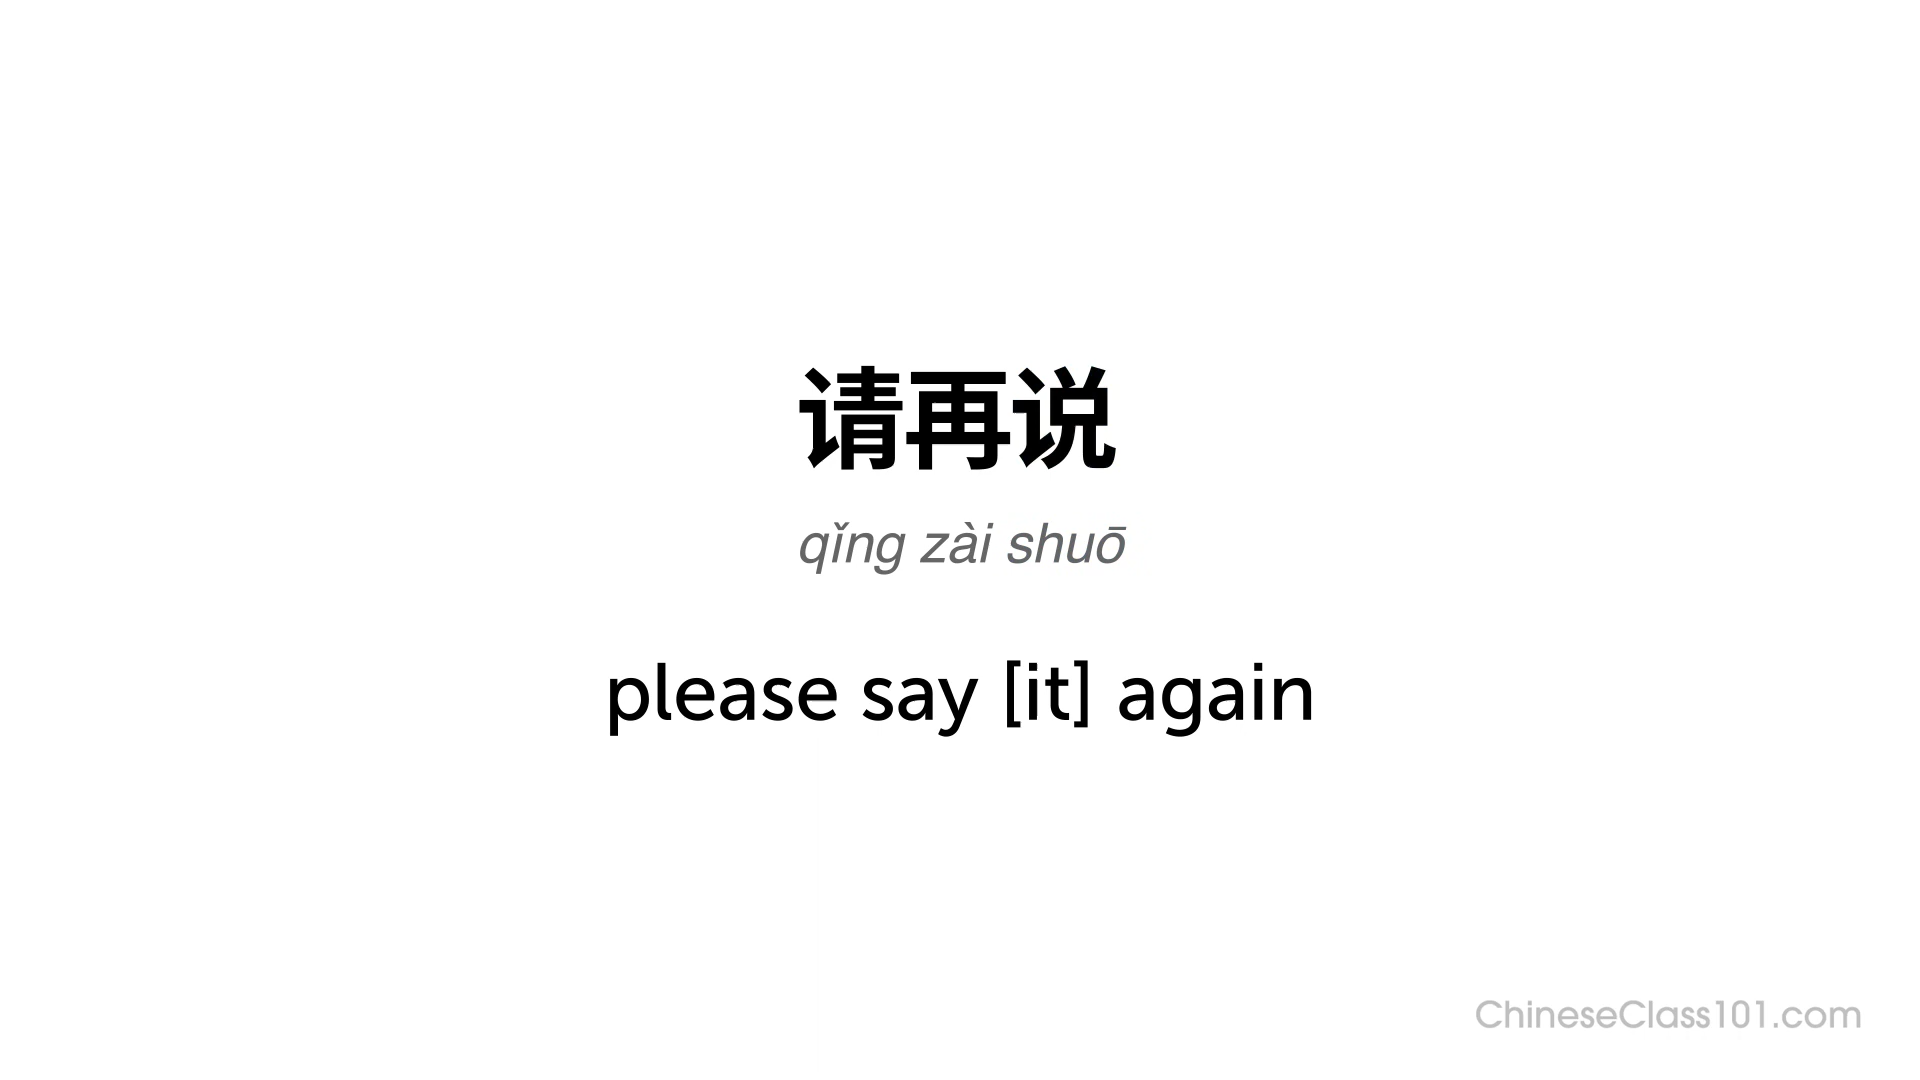 请再说
qǐng zài shuō
please say [it] again
ChineseClass101.com